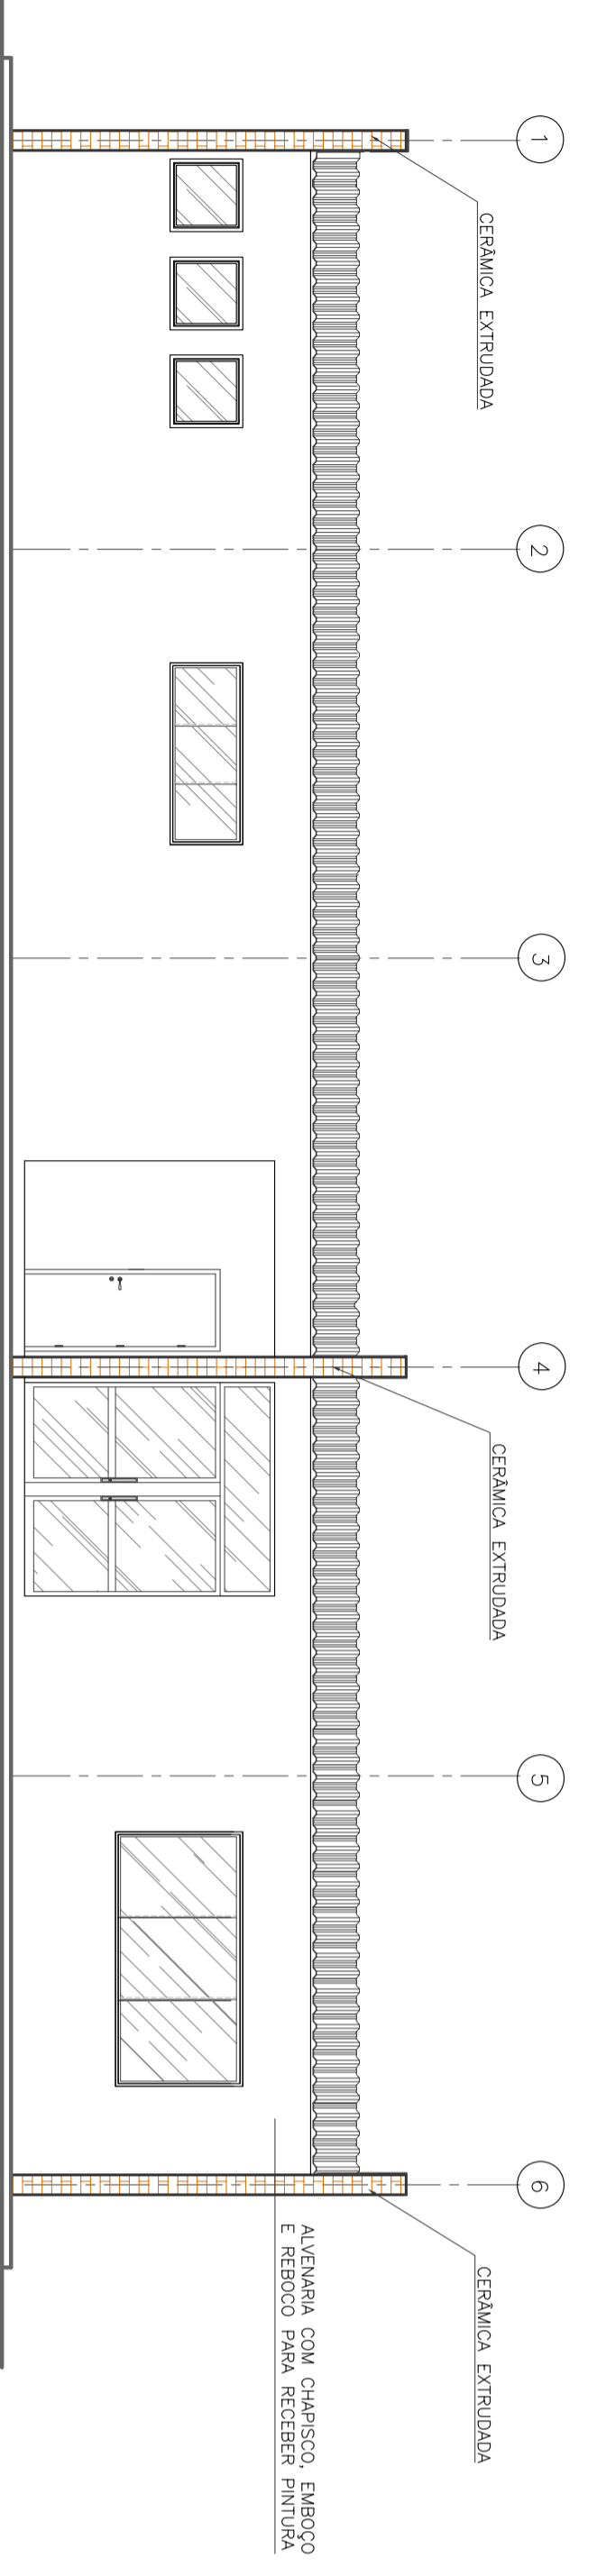 1
CERÂMICA EXTRUDADA
2
3
4
CERÂMICA EXTRUDADA
5
6
CERÂMICA EXTRUDADA
ALVENARIA COM CHAPISCO, EMBOÇO
E REBOCO PARA RECEBER PINTURA